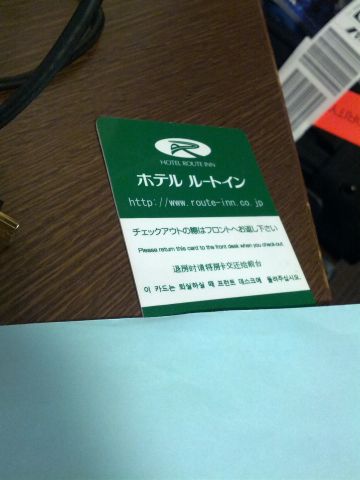 HOTEL ROUTE INN
ホテル ルートイン
http://www.route-inn.co.jp
チェックアウトの際はフロントへお返し下さい
Please return this card to the front desk when you check-out.
退房时请将房卡交还给前台
이 카드는 퇴실하실 때 프런트 데스크에 돌려주십시오.